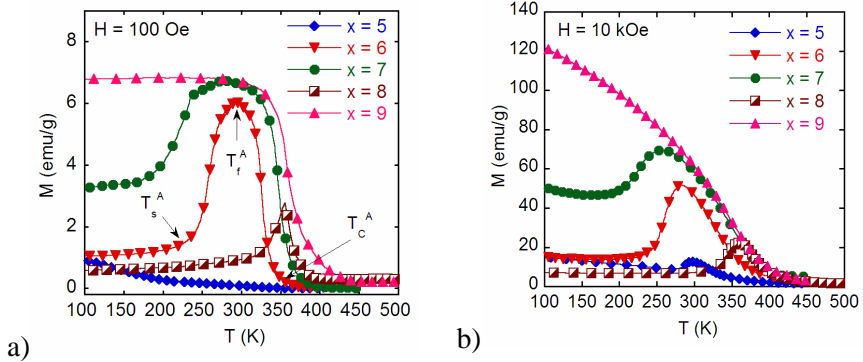 H = 100 Oe
x = 5
x = 6
x = 7
x = 8
x = 9
M (emu/g)
8
6
4
2
0
T_s^A
T_f^A
T_C^A
100 150 200 250 300 350 400 450 500
T (K)
a)
H = 10 kOe
x = 5
x = 6
x = 7
x = 8
x = 9
M (emu/g)
140
120
100
80
60
40
20
0
100 150 200 250 300 350 400 450 500
T (K)
b)